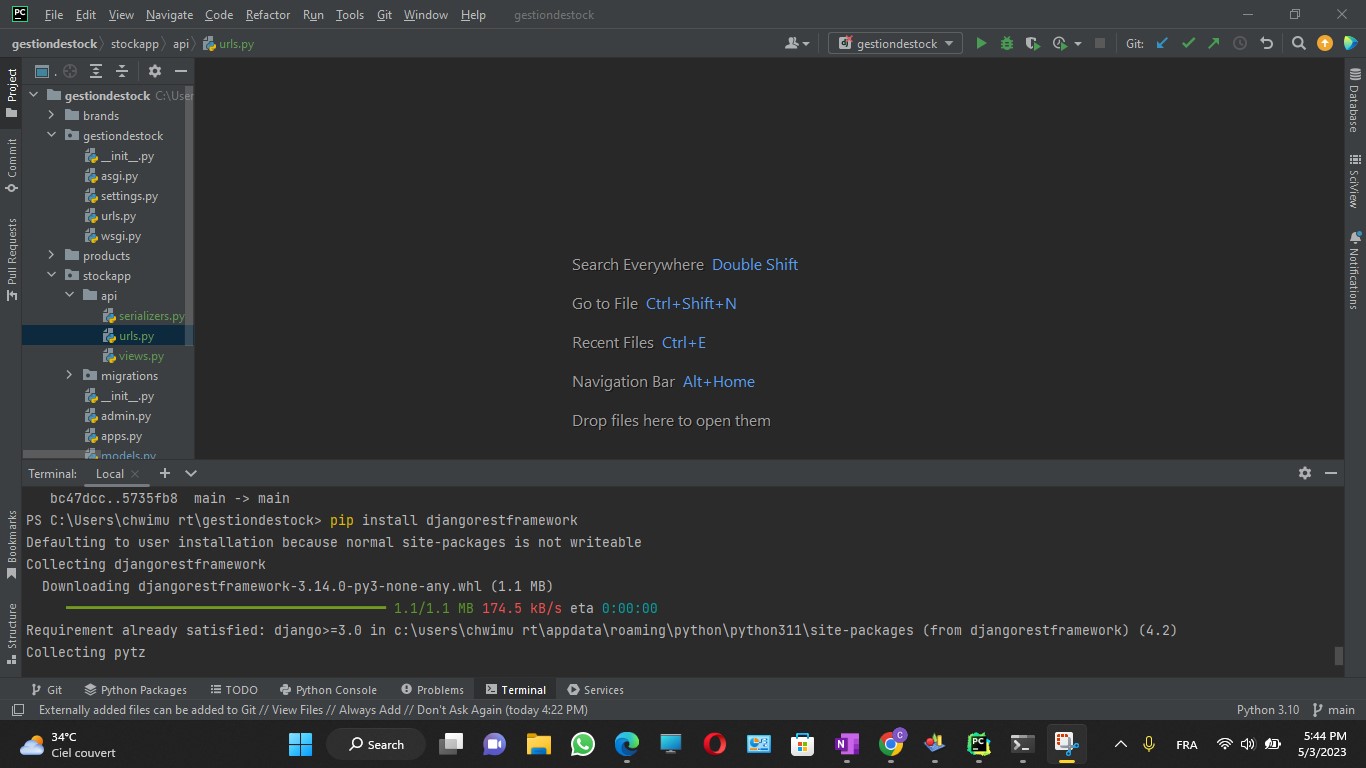 PC File Edit View Navigate Code Refactor Run Tools Git Window Help gestiondestock
gestiondestock stockapp api urls.py gestiondestock Git:
Project
Commit
Pull Requests
Bookmarks
Structure
gestiondestock C:\User
brands
gestiondestock
__init__.py
asgi.py
settings.py
urls.py
wsgi.py
products
stockapp
api
serializers.py
urls.py
views.py
migrations
__init__.py
admin.py
apps.py
models.py
Search Everywhere Double Shift
Go to File Ctrl+Shift+N
Recent Files Ctrl+E
Navigation Bar Alt+Home
Drop files here to open them
Database
SciView
Notifications
Terminal: Local
bc47dcc..5735fb8 main -> main
PS C:\Users\chwimu rt\gestiondestock> pip install djangorestframework
Defaulting to user installation because normal site-packages is not writeable
Collecting djangorestframework
Downloading djangorestframework-3.14.0-py3-none-any.whl (1.1 MB)
1.1/1.1 MB 174.5 kB/s eta 0:00:00
Requirement already satisfied: django>=3.0 in c:\users\chwimu rt\appdata\roaming\python\python311\site-packages (from djangorestframework) (4.2)
Collecting pytz
Git Python Packages TODO Python Console Problems Terminal Services
Externally added files can be added to Git // View Files // Always Add // Don't Ask Again (today 4:22 PM) Python 3.10 main
34°C
Ciel couvert
Search
FRA
5:44 PM
5/3/2023